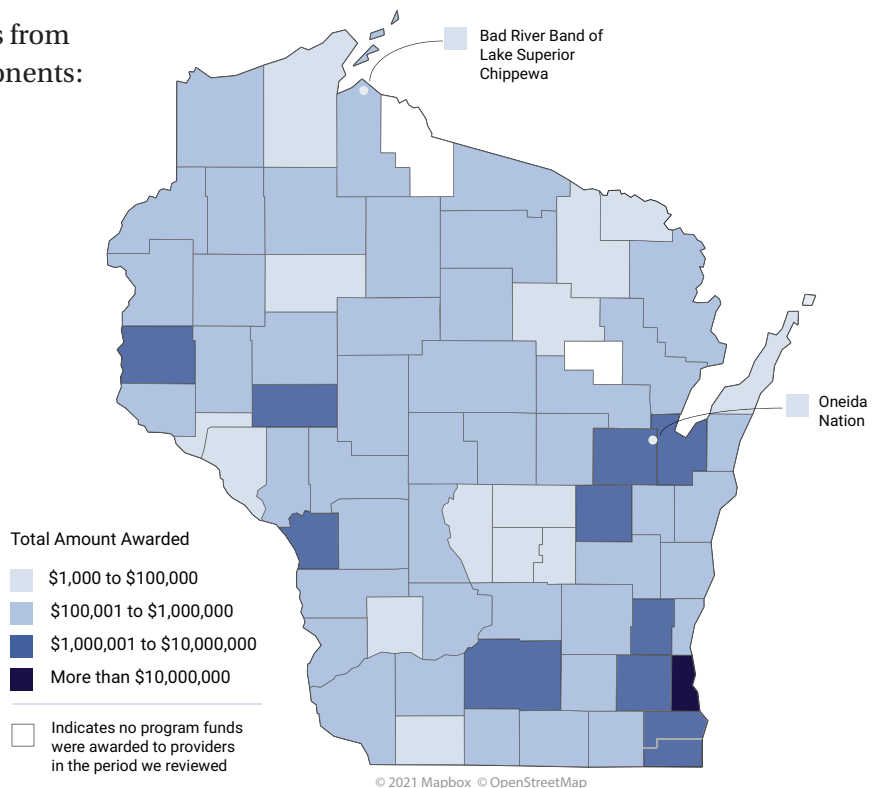 s from
onents:
Bad River Band of
Lake Superior
Chippewa
Oneida
Nation
Total Amount Awarded
$1,000 to $100,000
$100,001 to $1,000,000
$1,000,001 to $10,000,000
More than $10,000,000
Indicates no program funds
were awarded to providers
in the period we reviewed
© 2021 Mapbox © OpenStreetMap